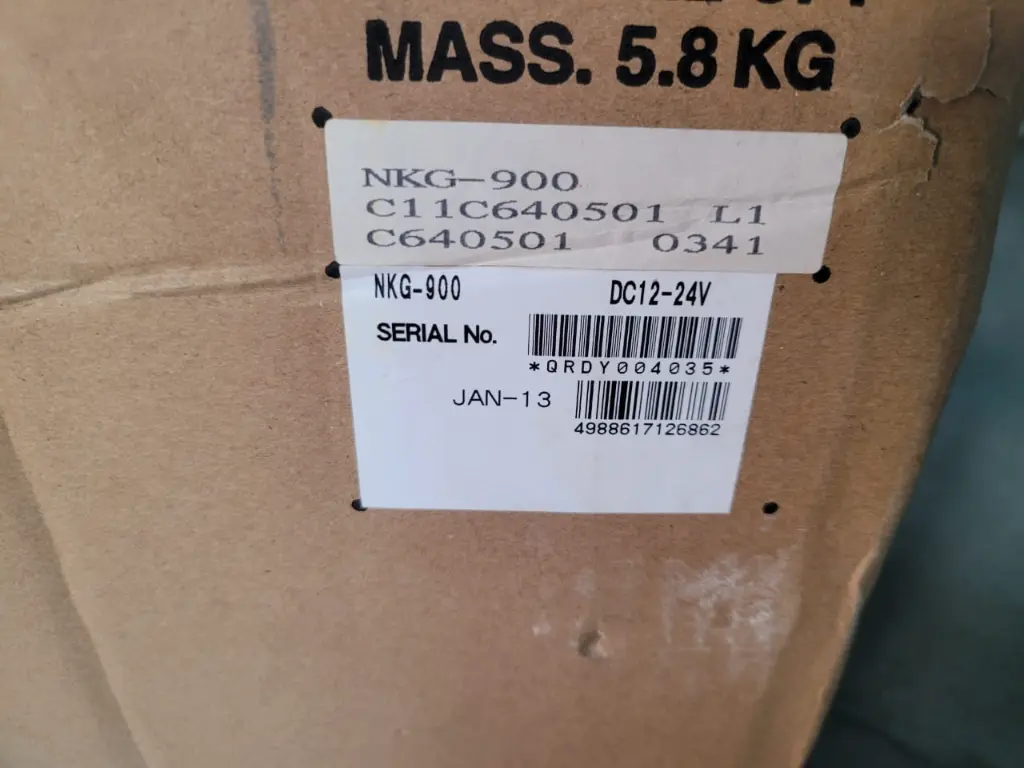 MASS. 5.8 KG
NKG-900
C11C640501 L1
C640501 0341
NKG-900 DC12-24V
SERIAL No.
*QRDY004035*
JAN-13
4988617126862